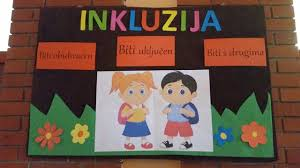 INKLUZIJA
Biti obuhvaćen
Biti uključen
Biti s drugima